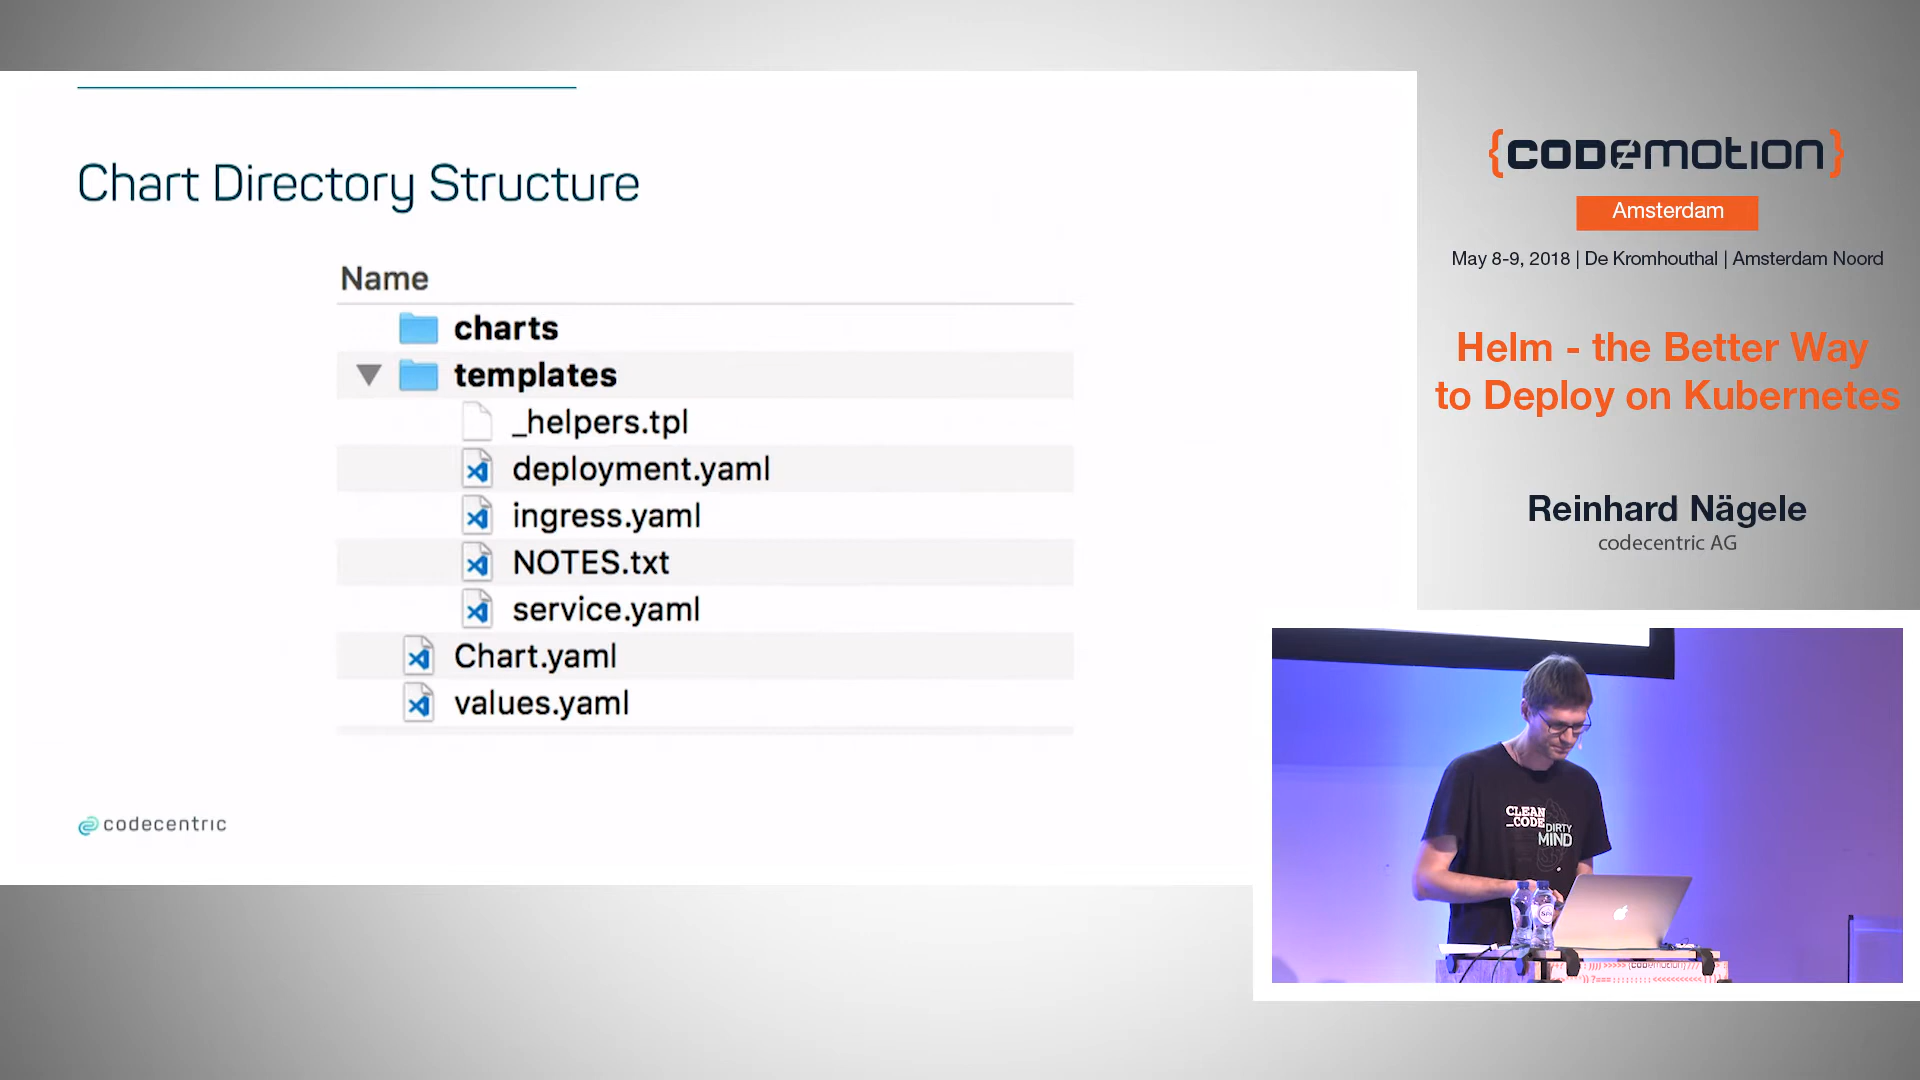 Chart Directory Structure
Name
charts
templates
_helpers.tpl
deployment.yaml
ingress.yaml
NOTES.txt
service.yaml
Chart.yaml
values.yaml
codecentric
{codemotion}
Amsterdam
May 8-9, 2018 | De Kromhouthal | Amsterdam Noord
Helm - the Better Way
to Deploy on Kubernetes
Reinhard Nägele
codecentric AG
CLEAN
_CODE
DIRTY
MIND